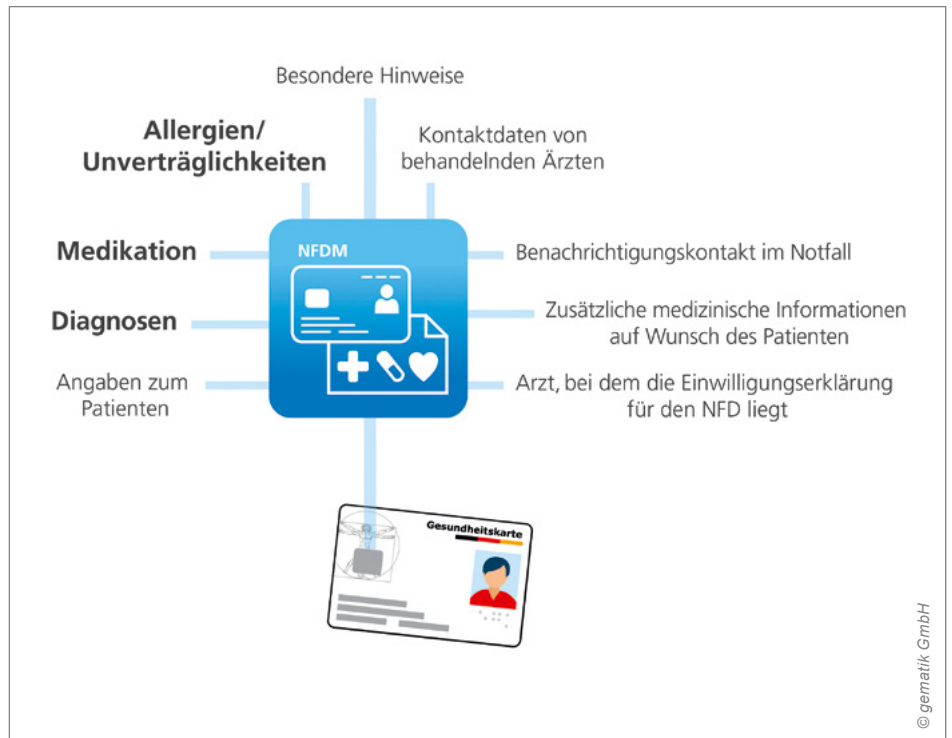 Besondere Hinweise
Allergien/
Unverträglichkeiten
Kontaktdaten von
behandelnden Ärzten
Medikation
NFDM
Benachrichtigungskontakt im Notfall
Diagnosen
Zusätzliche medizinische Informationen
auf Wunsch des Patienten
Angaben zum
Patienten
Arzt, bei dem die Einwilligungserklärung
für den NFD liegt
Gesundheitskarte
© gematik GmbH